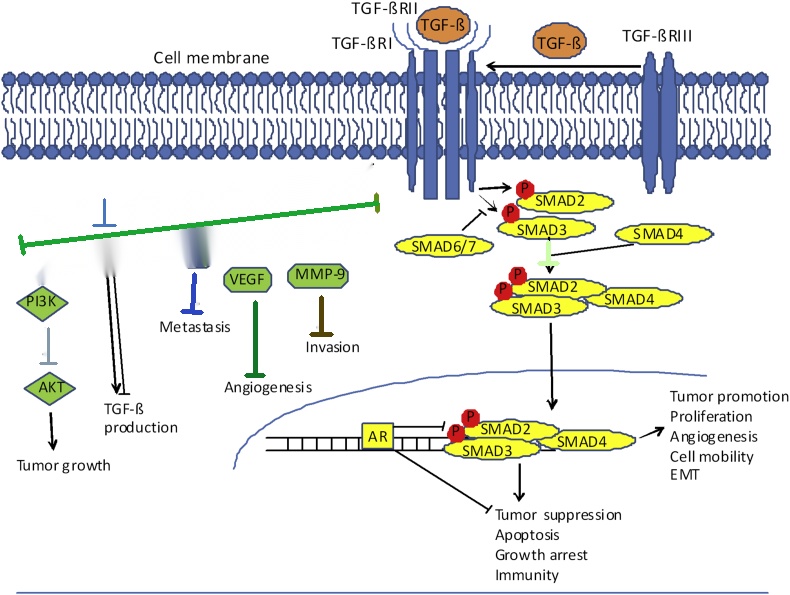 TGF-ßRII
TGF-ß
TGF-ßRI
TGF-ß
TGF-ßRIII
Cell membrane
P
SMAD2
P
SMAD3
SMAD6/7
SMAD4
P
SMAD2
P
SMAD3
SMAD4
PI3K
VEGF
MMP-9
Metastasis
Invasion
AKT
Angiogenesis
TGF-ß
production
Tumor growth
AR
P
SMAD2
P
SMAD3
SMAD4
Tumor promotion
Proliferation
Angiogenesis
Cell mobility
EMT
Tumor suppression
Apoptosis
Growth arrest
Immunity